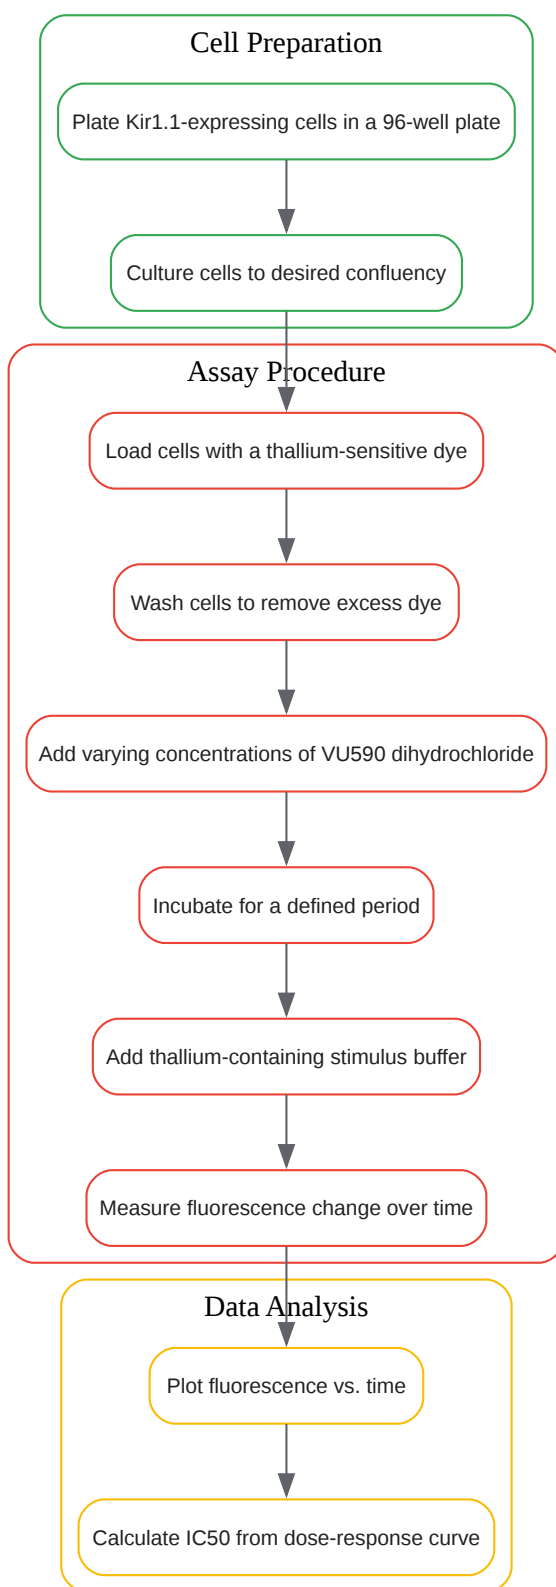 Cell Preparation
Plate Kir1.1-expressing cells in a 96-well plate
Culture cells to desired confluency
Assay Procedure
Load cells with a thallium-sensitive dye
Wash cells to remove excess dye
Add varying concentrations of VU590 dihydrochloride
Incubate for a defined period
Add thallium-containing stimulus buffer
Measure fluorescence change over time
Data Analysis
Plot fluorescence vs. time
Calculate IC50 from dose-response curve